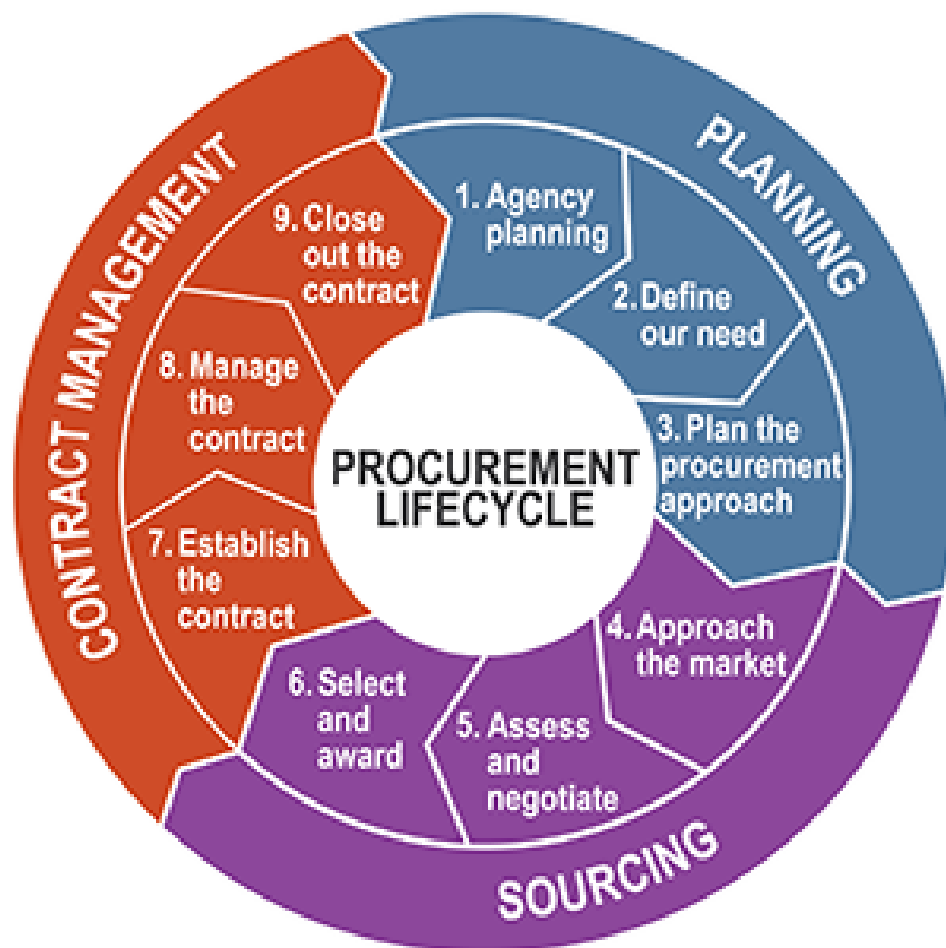 PROCUREMENT
LIFECYCLE
PLANNING
1. Agency
planning
2. Define
our need
3. Plan the
procurement
approach
SOURCING
4. Approach
the market
5. Assess
and
negotiate
6. Select
and
award
CONTRACT MANAGEMENT
7. Establish
the
contract
8. Manage
the
contract
9. Close
out the
contract